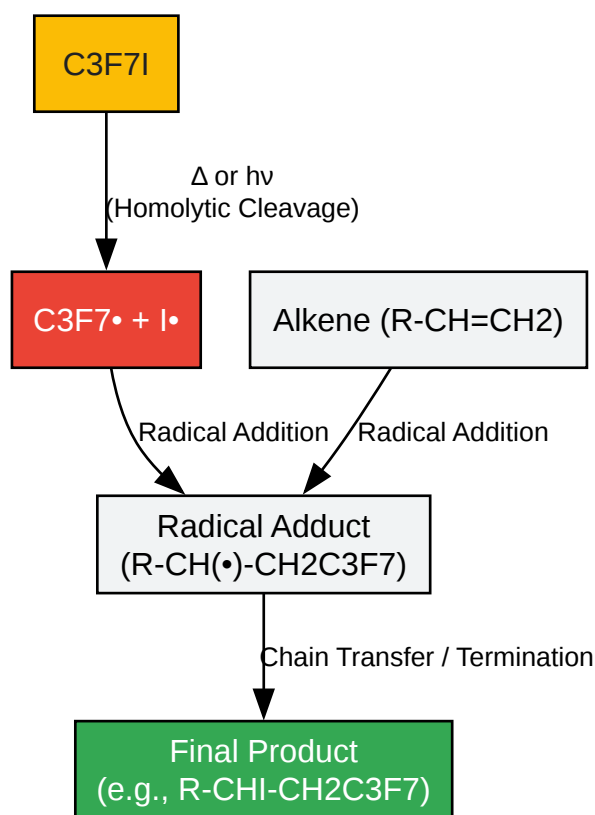 C3F7I
Δ or hν
(Homolytic Cleavage)
C3F7• + I•
Alkene (R-CH=CH2)
Radical Addition
Radical Addition
Radical Adduct
(R-CH(•)-CH2C3F7)
Chain Transfer / Termination
Final Product
(e.g., R-CHI-CH2C3F7)